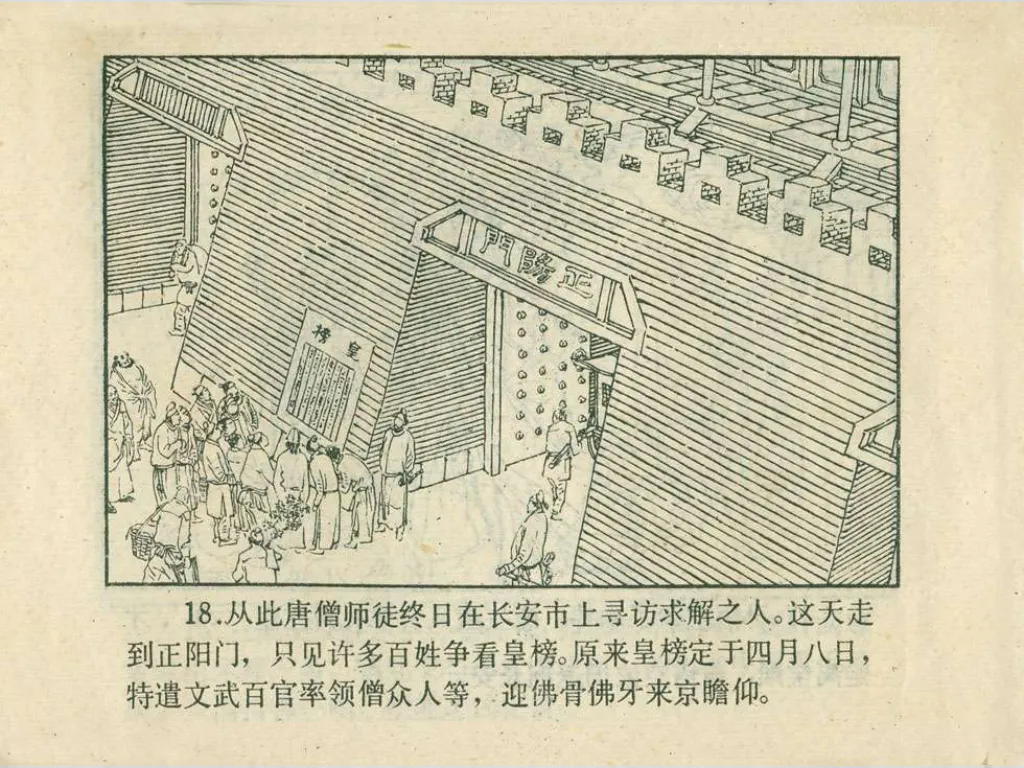 正陽門
皇榜
18.从此唐僧师徒终日在长安市上寻访求解之人。这天走
到正阳门，只见许多百姓争看皇榜。原来皇榜定于四月八日，
特遣文武百官率领僧众人等，迎佛骨佛牙来京瞻仰。